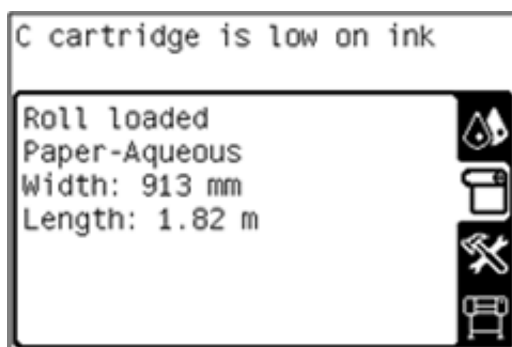 C cartridge is low on ink
Roll loaded
Paper-Aqueous
Width: 913 mm
Length: 1.82 m